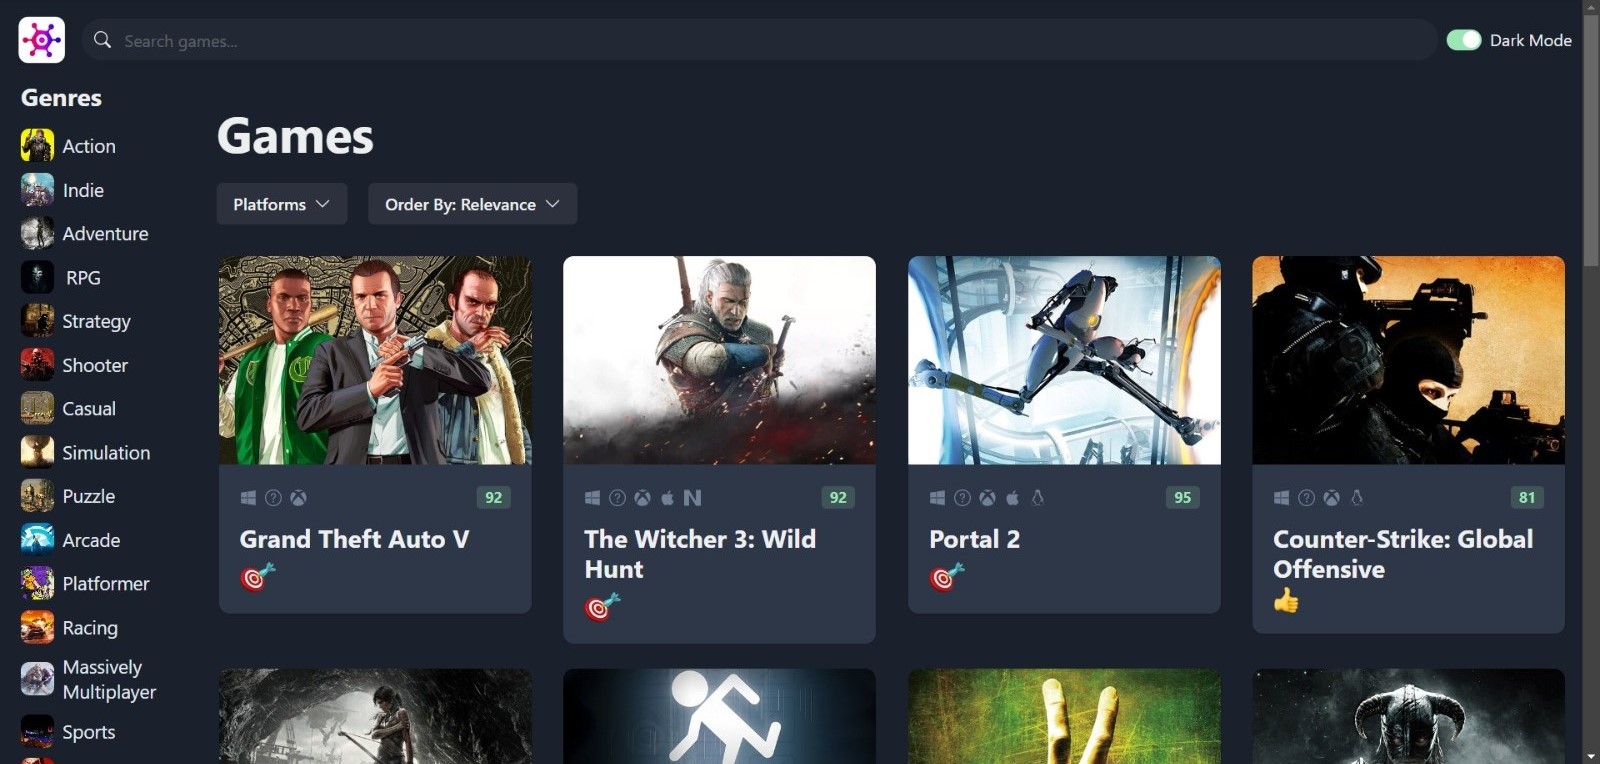 Search games...
Dark Mode
Genres
Action
Indie
Adventure
RPG
Strategy
Shooter
Casual
Simulation
Puzzle
Arcade
Platformer
Racing
Massively
Multiplayer
Sports
Games
Platforms
Order By: Relevance
92
Grand Theft Auto V
92
The Witcher 3: Wild
Hunt
95
Portal 2
81
Counter-Strike: Global
Offensive